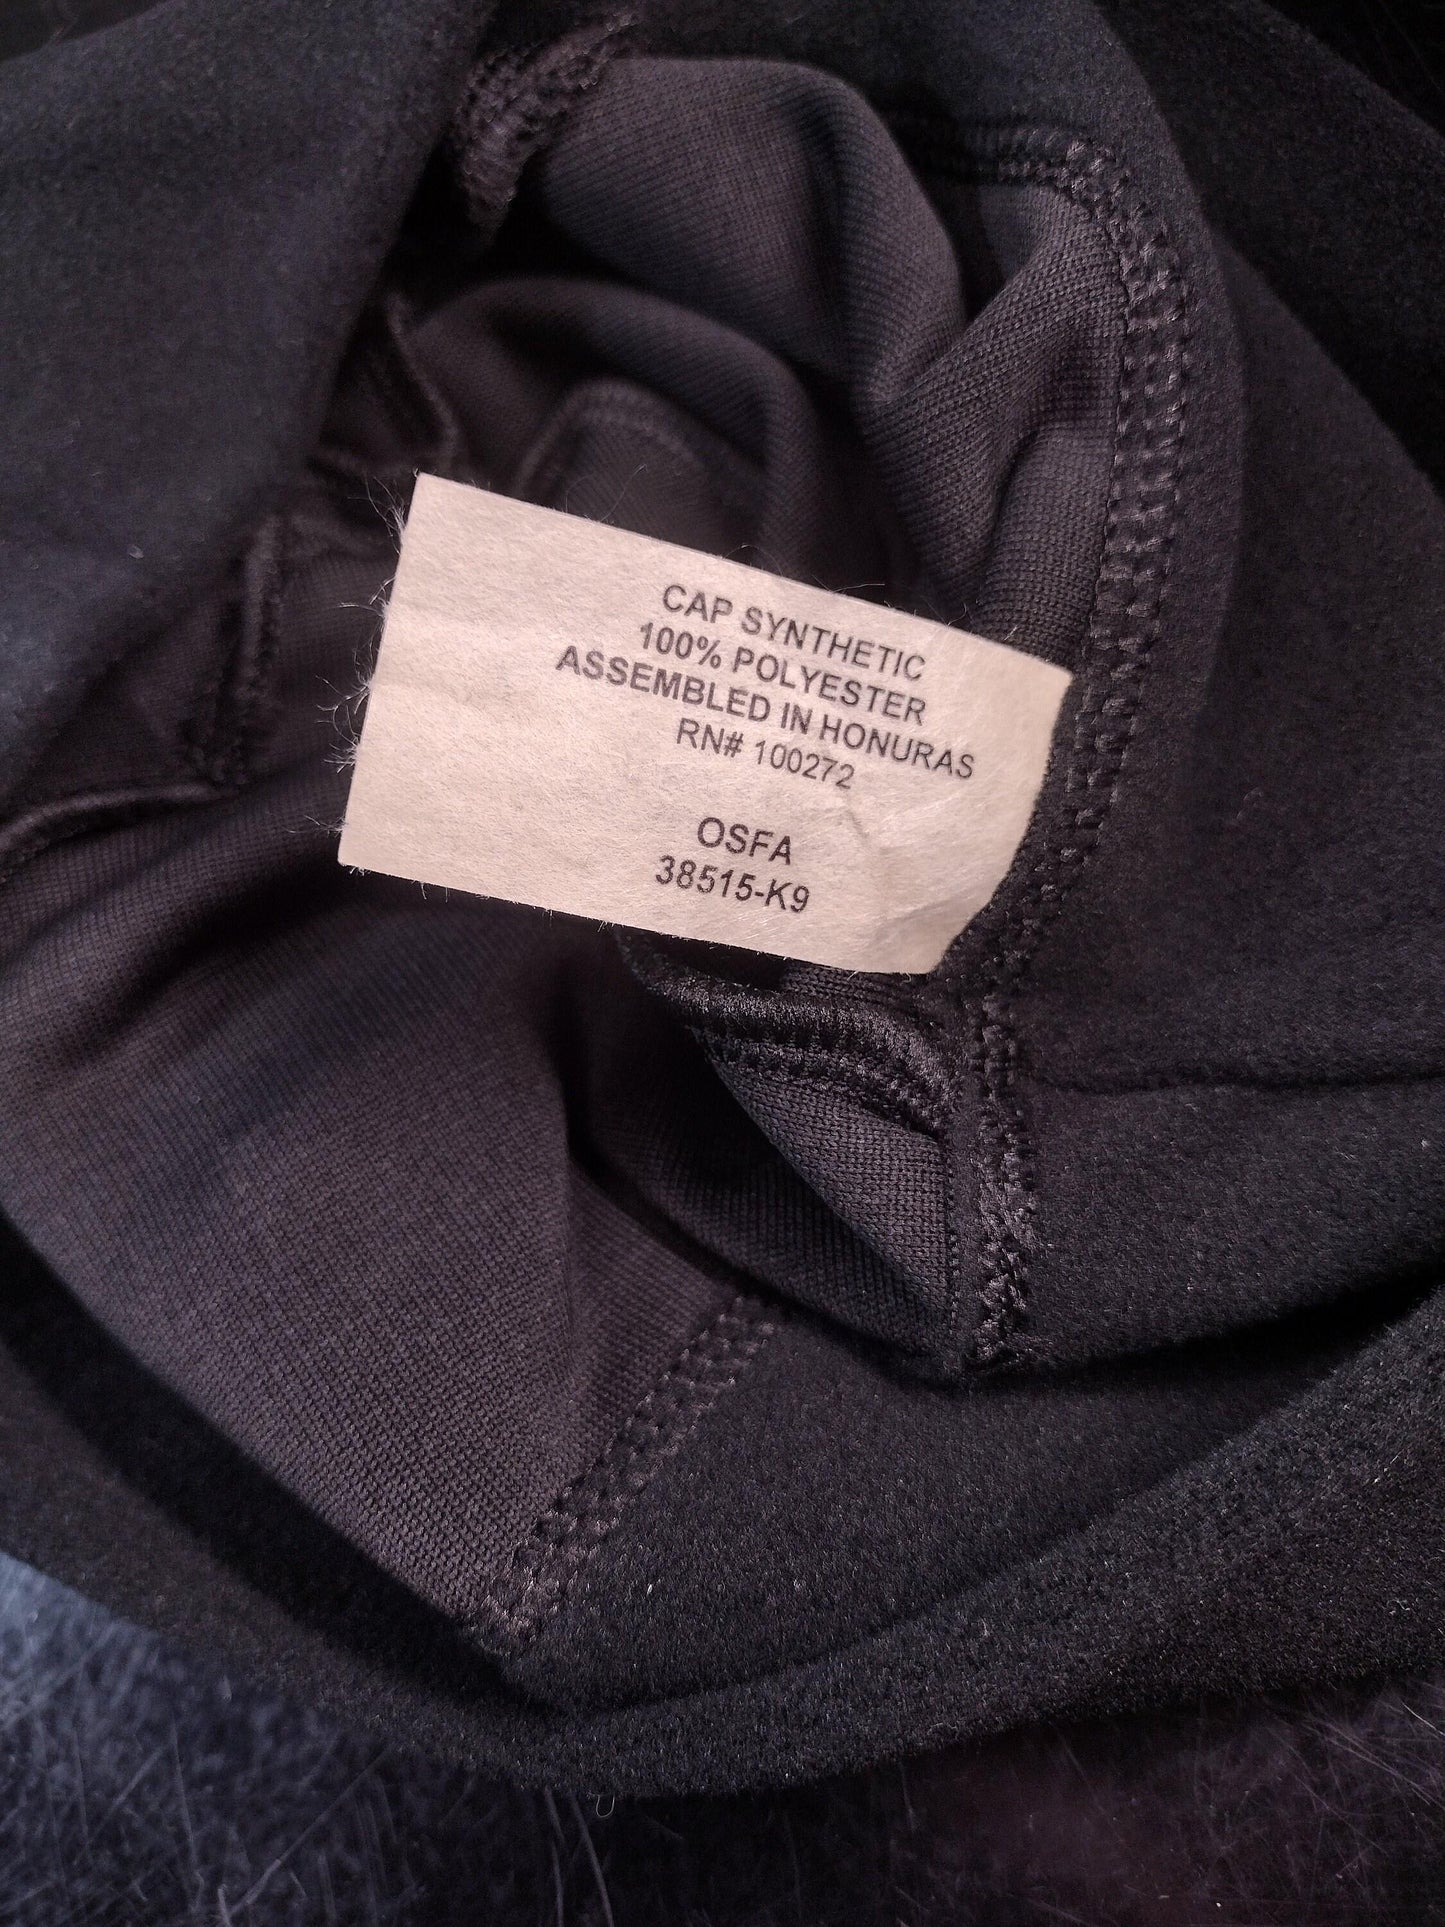 CAP SYNTHETIC
100% POLYESTER
ASSEMBLED IN HONURAS
RN# 100272
OSFA
38515-K9